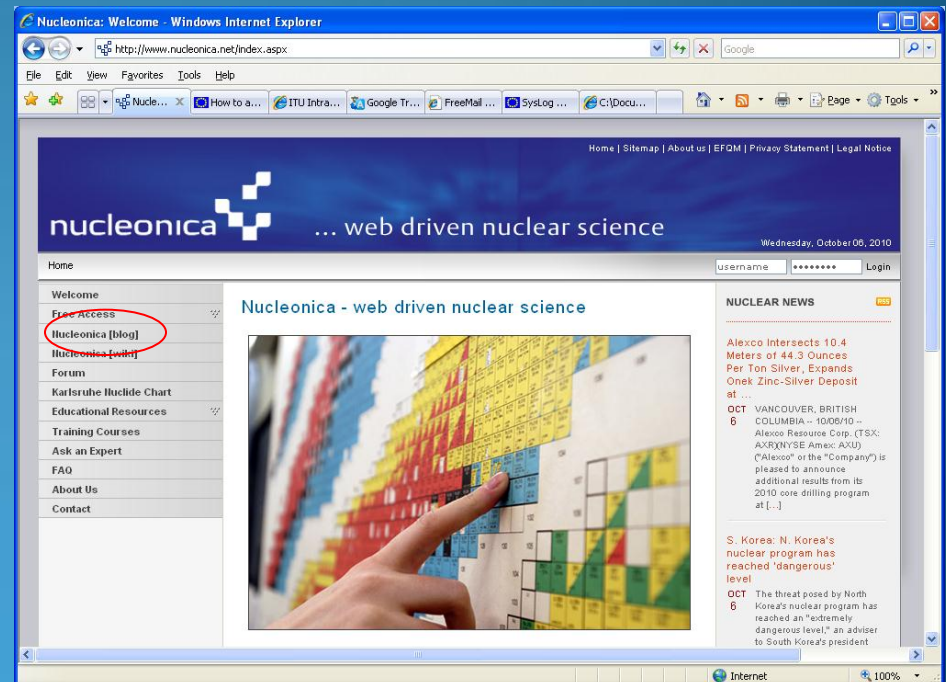 Nucleonica: Welcome - Windows Internet Explorer
http://www.nucleonica.net/index.aspx
Google
File Edit View Favorites Tools Help
Nucle... How to a... ITU Intra... Google Tr... FreeMail ... SysLog ... C:\Docu... Page Tools
Home | Sitemap | About us | EFQM | Privacy Statement | Legal Notice
nucleonica
... web driven nuclear science
Wednesday, October 06, 2010
Home
username
Login
Welcome
Free Access
Nucleonica [blog]
Nucleonica [wiki]
Forum
Karlsruhe Nuclide Chart
Educational Resources
Training Courses
Ask an Expert
FAQ
About Us
Contact
Nucleonica - web driven nuclear science
NUCLEAR NEWS
RSS
Alexco Intersects 10.4
Meters of 44.3 Ounces
Per Ton Silver, Expands
Onek Zinc-Silver Deposit
at ...
OCT 6
VANCOUVER, BRITISH
COLUMBIA -- 10/06/10 --
Alexco Resource Corp. (TSX:
AXR)(NYSE Amex: AXU)
("Alexco" or the "Company") is
pleased to announce
additional results from its
2010 core drilling program
at [...]
S. Korea: N. Korea's
nuclear program has
reached 'dangerous'
level
OCT 6
The threat posed by North
Korea's nuclear program has
reached an "extremely
dangerous level," an adviser
to South Korea's president
Internet
100%